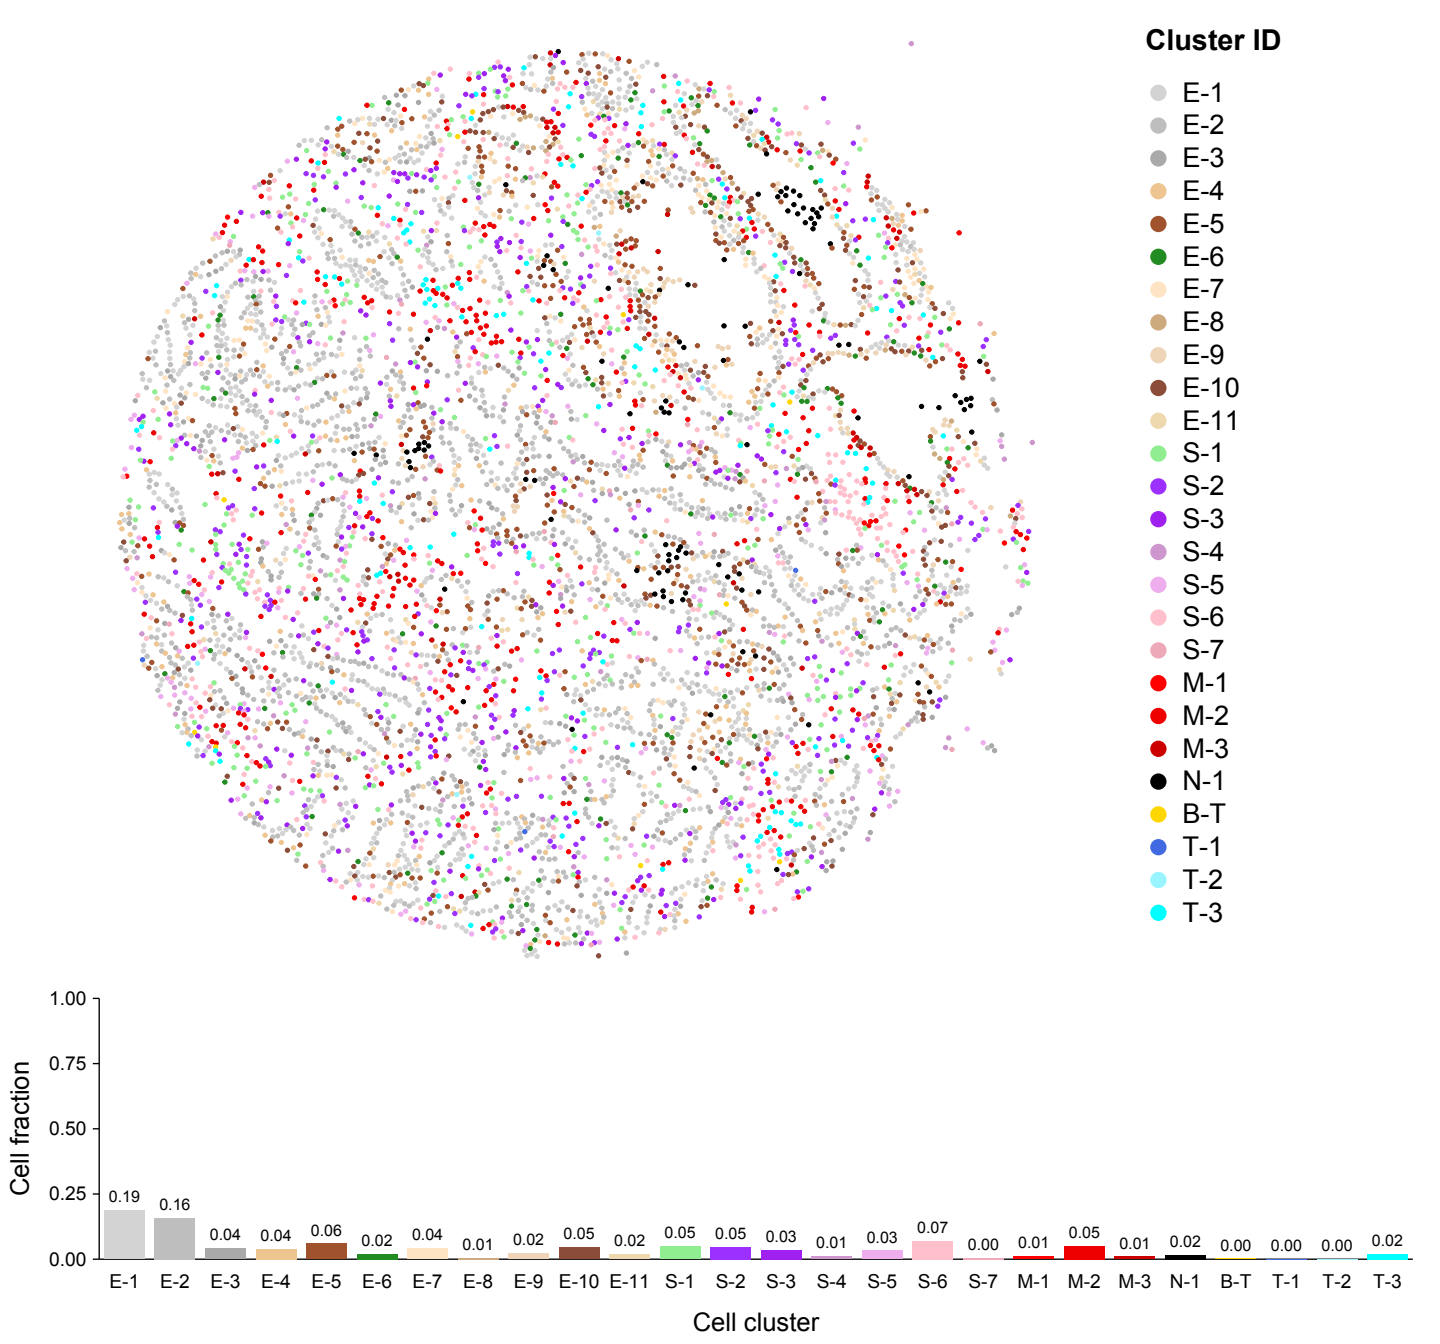 Cluster ID
E-1
E-2
E-3
E-4
E-5
E-6
E-7
E-8
E-9
E-10
E-11
S-1
S-2
S-3
S-4
S-5
S-6
S-7
M-1
M-2
M-3
N-1
B-T
T-1
T-2
T-3
1.00
0.75
0.50
0.25
0.00
Cell fraction
0.19 0.16 0.04 0.04 0.06 0.02 0.04 0.01 0.02 0.05 0.02 0.05 0.05 0.03 0.01 0.03 0.07 0.00 0.01 0.05 0.01 0.02 0.00 0.00 0.00 0.02
E-1 E-2 E-3 E-4 E-5 E-6 E-7 E-8 E-9 E-10 E-11 S-1 S-2 S-3 S-4 S-5 S-6 S-7 M-1 M-2 M-3 N-1 B-T T-1 T-2 T-3
Cell cluster